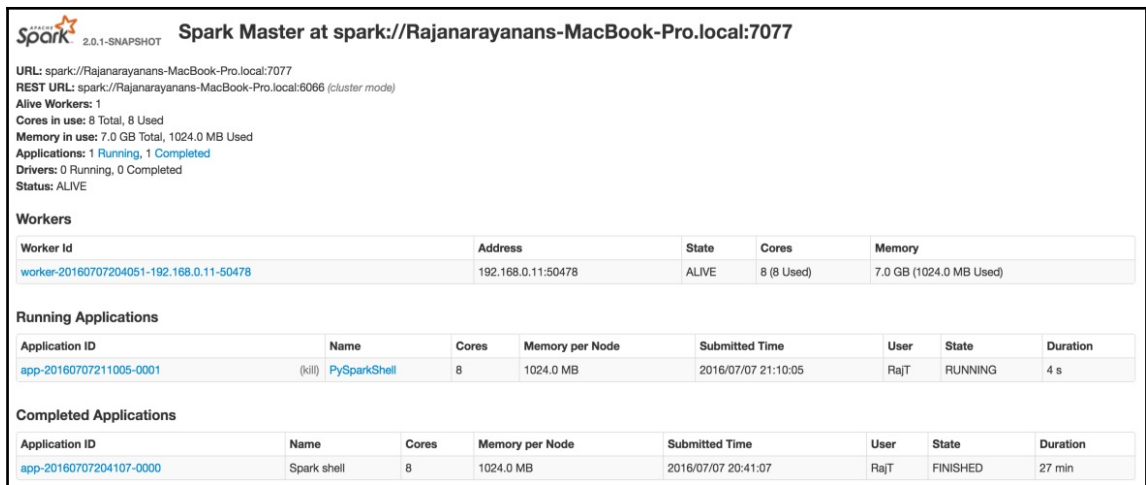 APACHE Spark 2.0.1-SNAPSHOT Spark Master at spark://Rajanarayanans-MacBook-Pro.local:7077
URL: spark://Rajanarayanans-MacBook-Pro.local:7077
REST URL: spark://Rajanarayanans-MacBook-Pro.local:6066 (cluster mode)
Alive Workers: 1
Cores in use: 8 Total, 8 Used
Memory in use: 7.0 GB Total, 1024.0 MB Used
Applications: 1 Running, 1 Completed
Drivers: 0 Running, 0 Completed
Status: ALIVE
Workers
Worker Id Address State Cores Memory
worker-20160707204051-192.168.0.11-50478 192.168.0.11:50478 ALIVE 8 (8 Used) 7.0 GB (1024.0 MB Used)
Running Applications
Application ID Name Cores Memory per Node Submitted Time User State Duration
app-20160707211005-0001 (kill) PySparkShell 8 1024.0 MB 2016/07/07 21:10:05 RajT RUNNING 4 s
Completed Applications
Application ID Name Cores Memory per Node Submitted Time User State Duration
app-20160707204107-0000 Spark shell 8 1024.0 MB 2016/07/07 20:41:07 RajT FINISHED 27 min